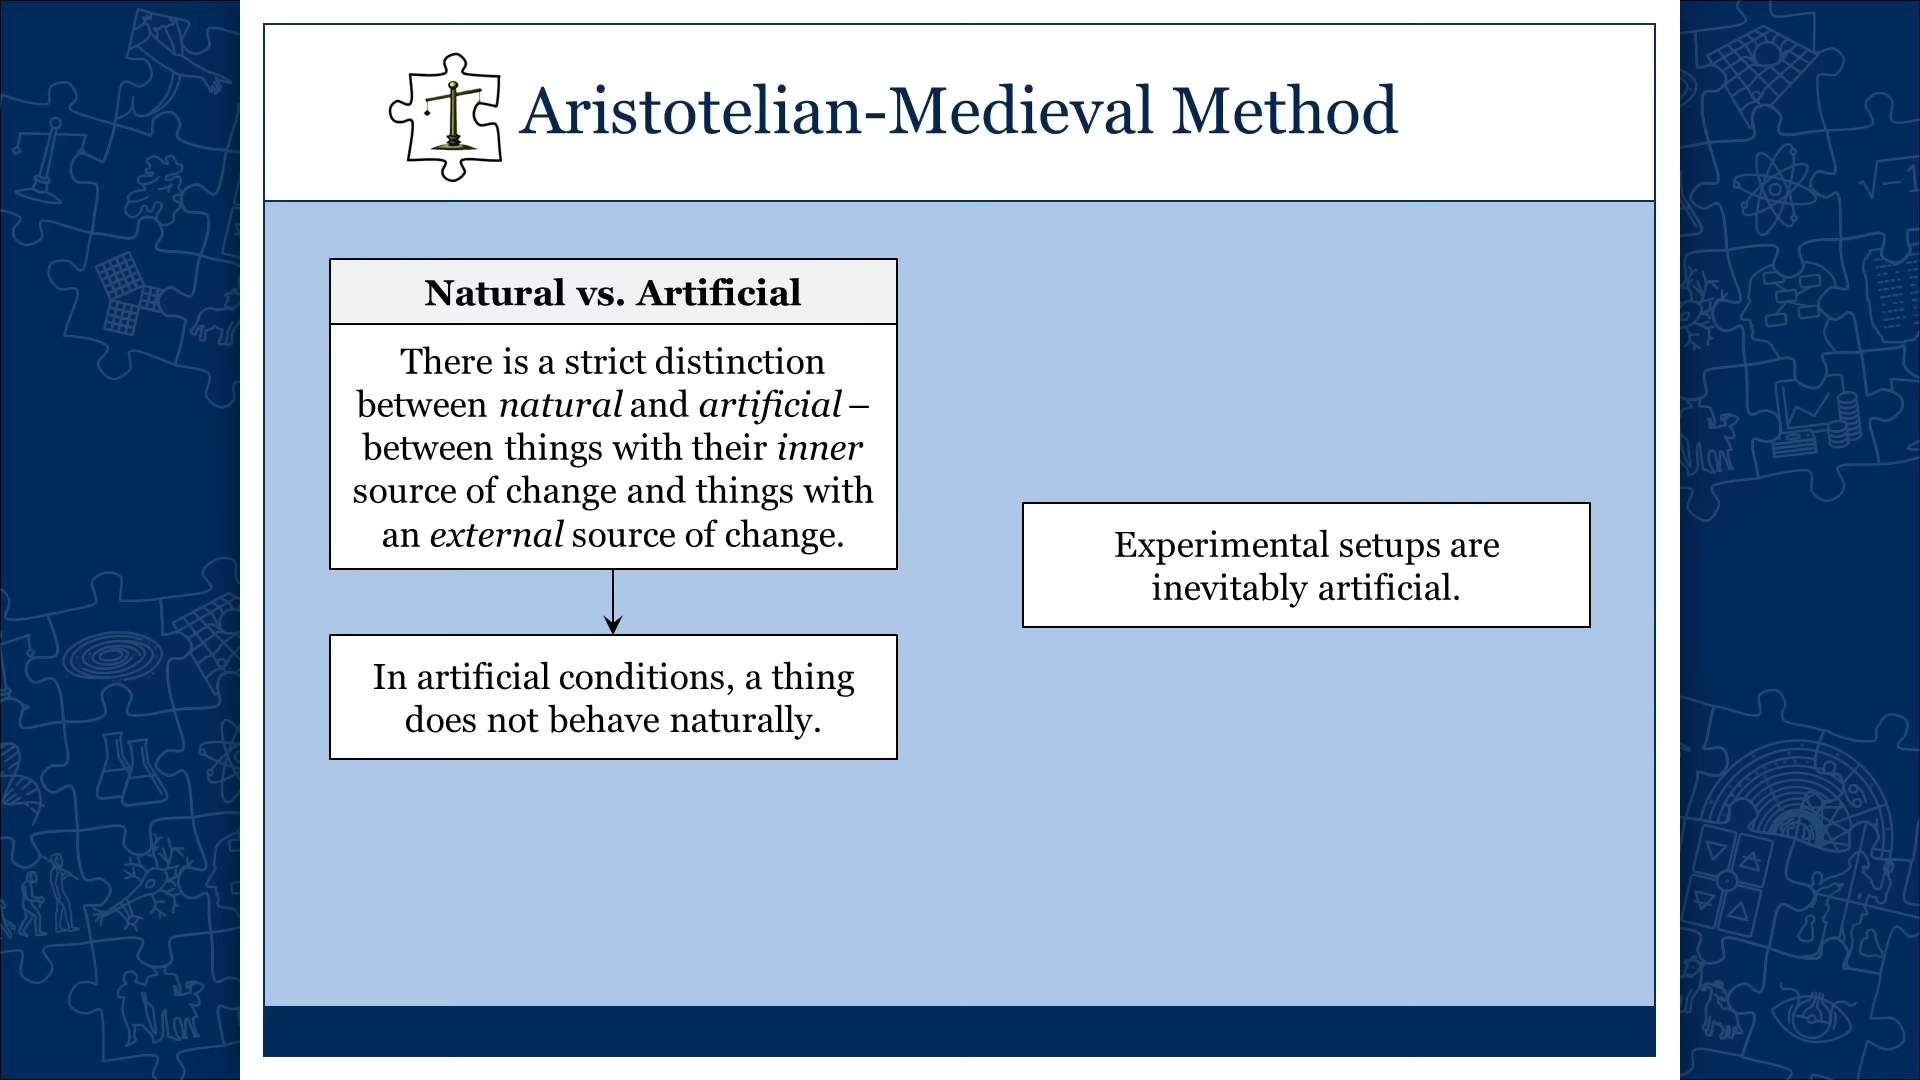 Aristotelian-Medieval Method
Natural vs. Artificial
There is a strict distinction
between natural and artificial –
between things with their inner
source of change and things with
an external source of change.
In artificial conditions, a thing
does not behave naturally.
Experimental setups are
inevitably artificial.